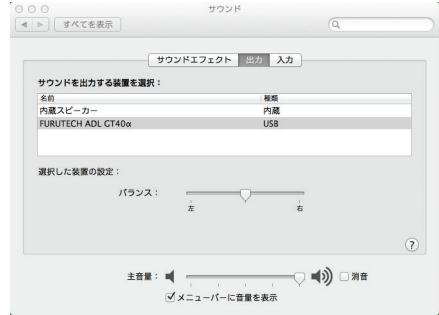 サウンド
すべてを表示
サウンドエフェクト 出力 入力
サウンドを出力する装置を選択：
名前 種類
内蔵スピーカー 内蔵
FURUTECH ADL GT40α USB
選択した装置の設定：
バランス：
左 右
?
主音量： 消音
メニューバーに音量を表示